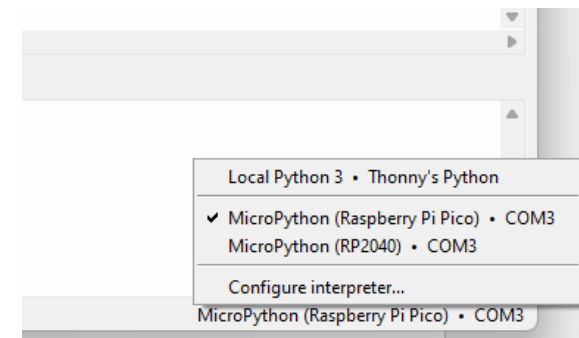 Local Python 3 • Thonny's Python
MicroPython (Raspberry Pi Pico) • COM3
MicroPython (RP2040) • COM3
Configure interpreter...
MicroPython (Raspberry Pi Pico) • COM3